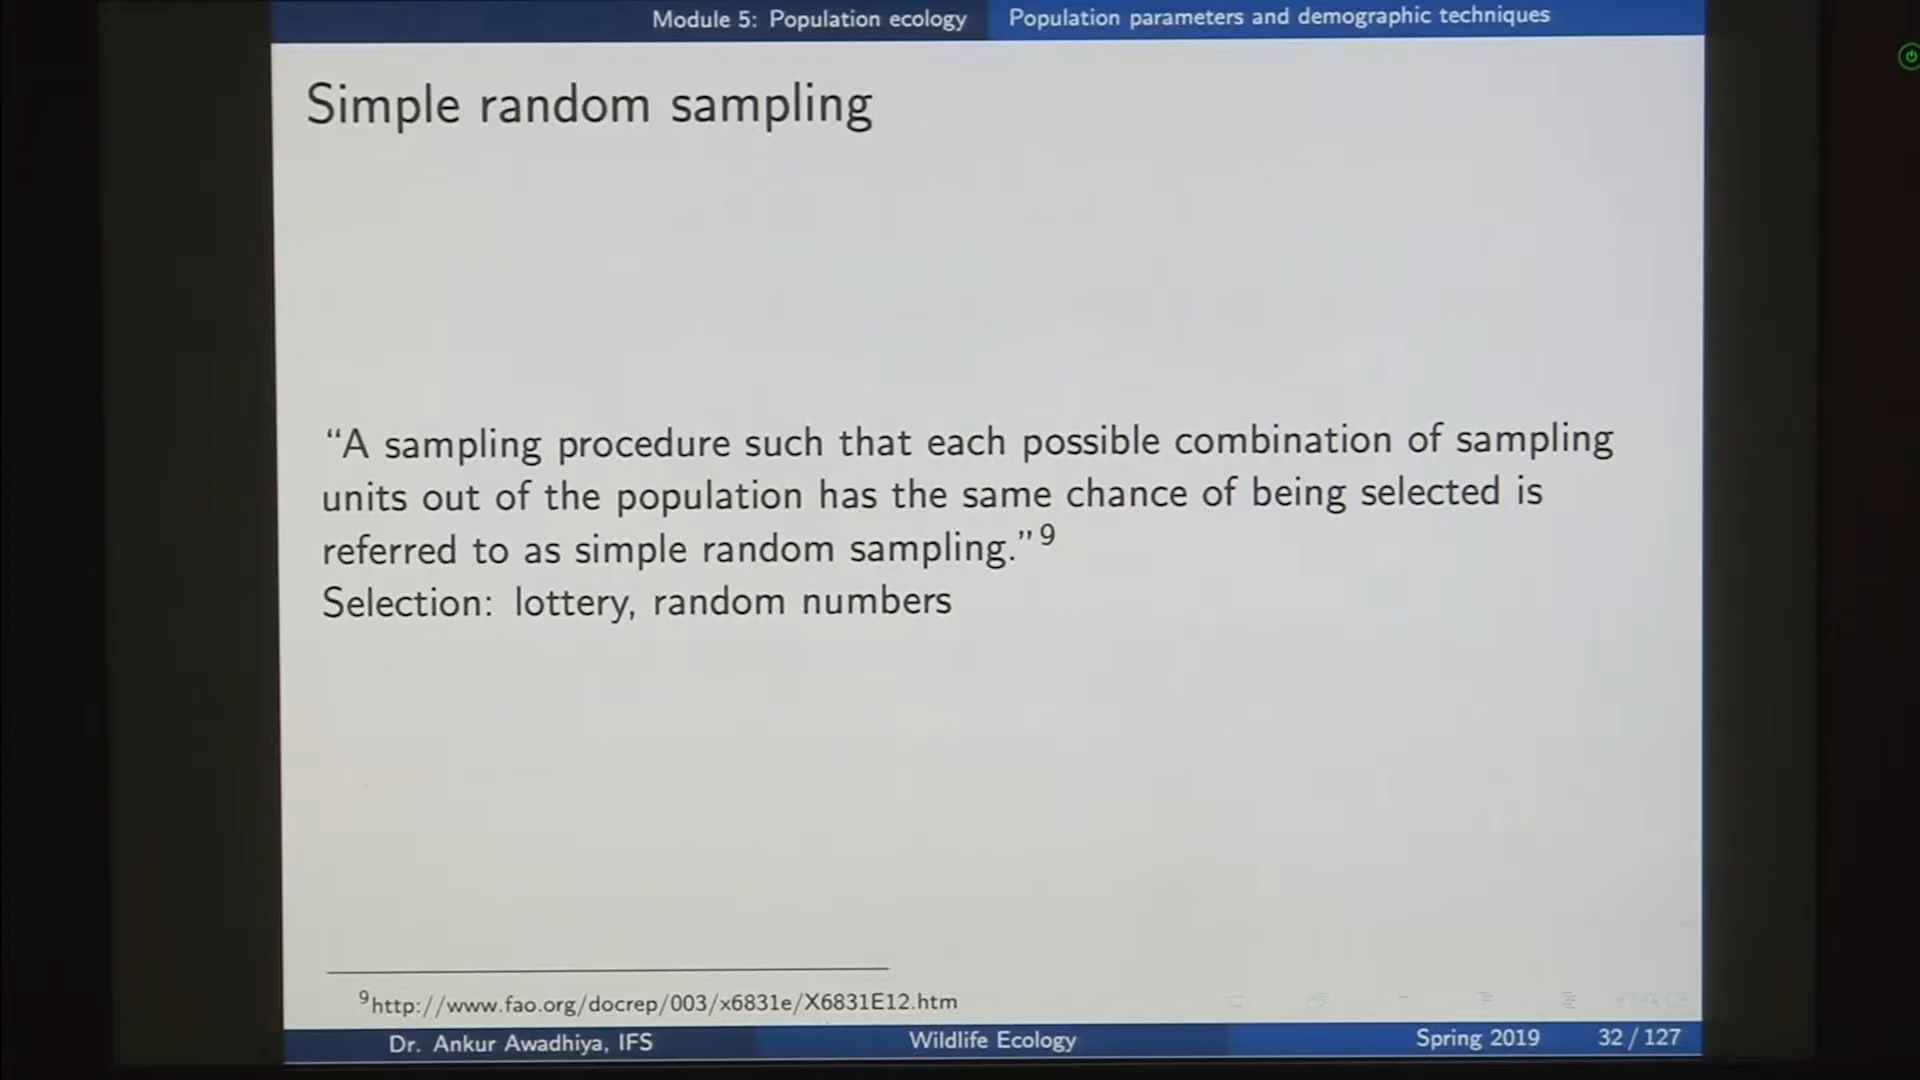 Module 5: Population ecology
Population parameters and demographic techniques
Simple random sampling
“A sampling procedure such that each possible combination of sampling
units out of the population has the same chance of being selected is
referred to as simple random sampling.”9
Selection: lottery, random numbers
9http://www.fao.org/docrep/003/x6831e/X6831E12.htm
Dr. Ankur Awadhiya, IFS
Wildlife Ecology
Spring 2019
32 / 127